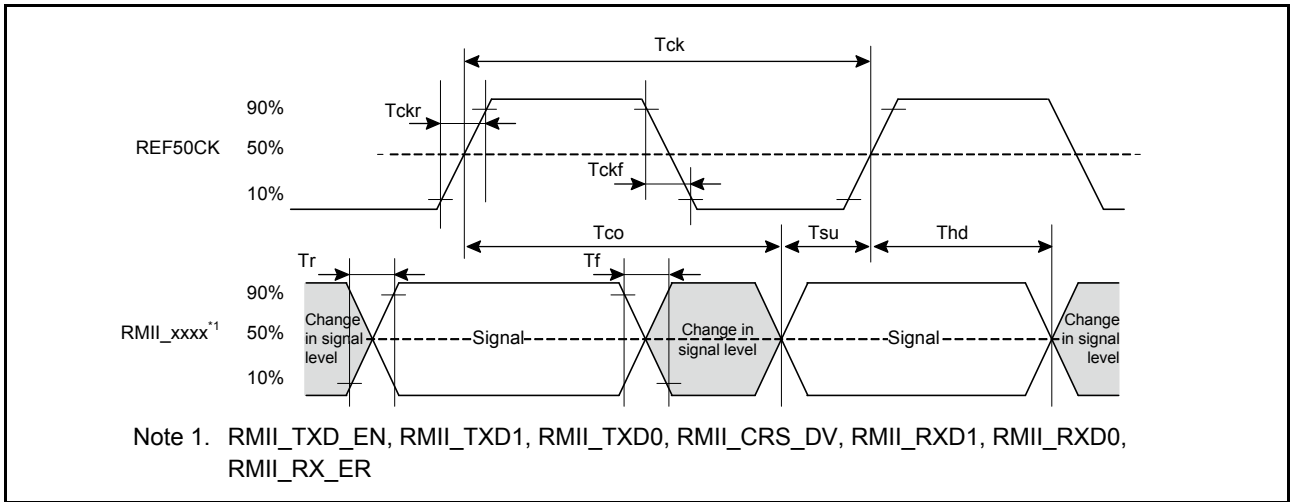 Tck
90%
Tckr
REF50CK 50%
Tckf
10%
Tco Tsu Thd
Tr Tf
90%
Change in signal level
RMII_xxxx*1 50%
Signal
Change in signal level
Signal
Change in signal level
10%
Note 1. RMII_TXD_EN, RMII_TXD1, RMII_TXD0, RMII_CRS_DV, RMII_RXD1, RMII_RXD0,
RMII_RX_ER